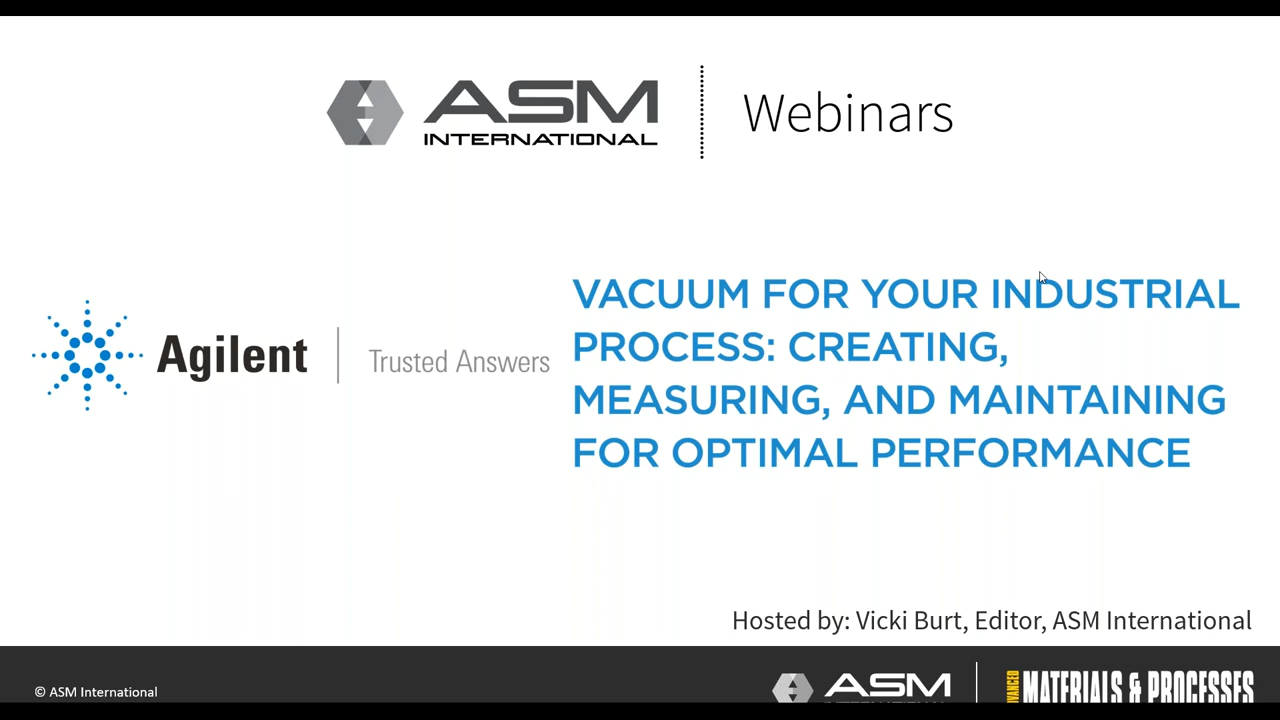 ASM
INTERNATIONAL
Webinars
Agilent
Trusted Answers
VACUUM FOR YOUR INDUSTRIAL
PROCESS: CREATING,
MEASURING, AND MAINTAINING
FOR OPTIMAL PERFORMANCE
Hosted by: Vicki Burt, Editor, ASM International
© ASM International
ASM
MATERIALS & PROCESSES